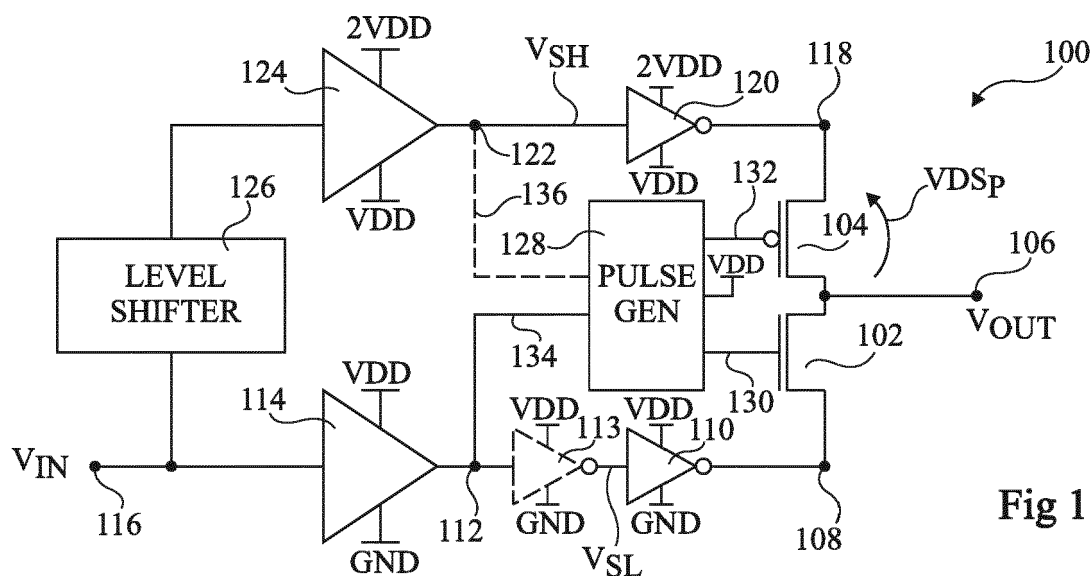 2VDD
124
VSH
2VDD
120
118
100
122
VDD
VDD
132
VDSP
126
136
128
104
106
LEVEL SHIFTER
PULSE GEN
VDD
VOUT
134
102
VDD
114
130
VDD
113
VDD
110
VIN
116
112
GND
GND
GND
VSL
108
Fig 1